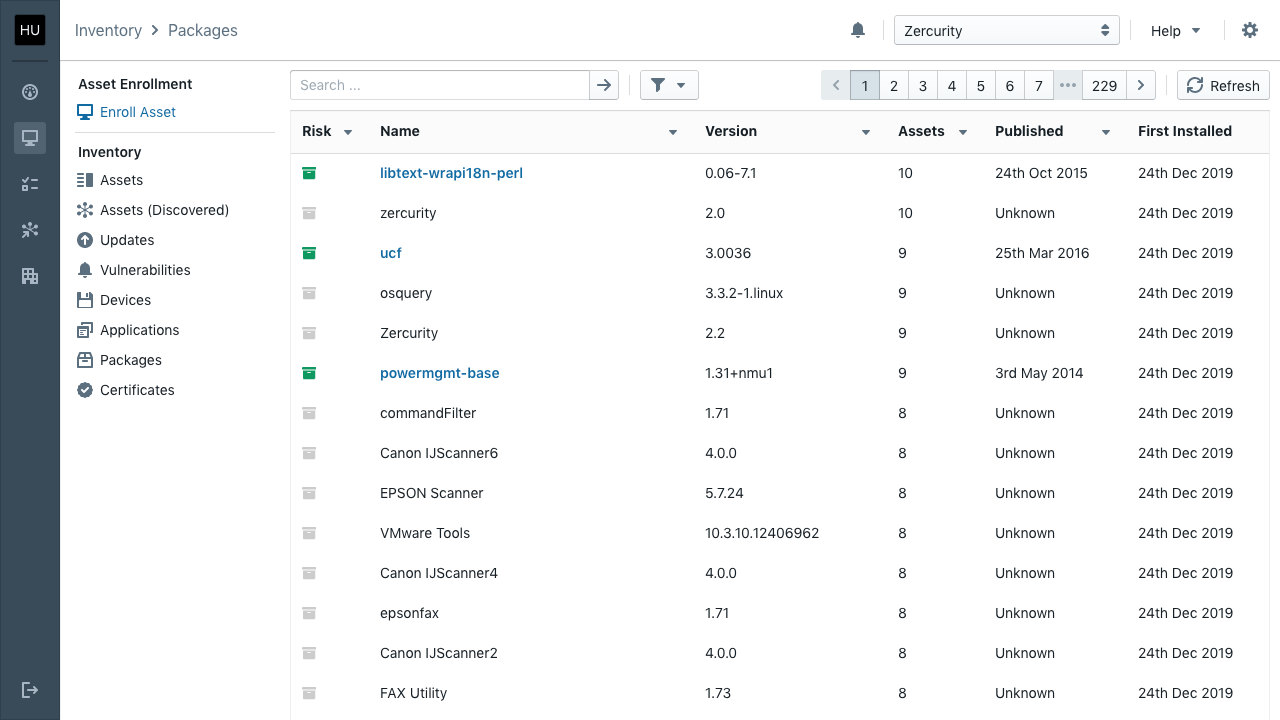 HU
Inventory Packages
Zercurity
Help
Asset Enrollment
Enroll Asset
Inventory
Assets
Assets (Discovered)
Updates
Vulnerabilities
Devices
Applications
Packages
Certificates
Search ...
1 2 3 4 5 6 7 ••• 229
Refresh
Risk Name Version Assets Published First Installed
libtext-wrapi18n-perl 0.06-7.1 10 24th Oct 2015 24th Dec 2019
zercurity 2.0 10 Unknown 24th Dec 2019
ucf 3.0036 9 25th Mar 2016 24th Dec 2019
osquery 3.3.2-1.linux 9 Unknown 24th Dec 2019
Zercurity 2.2 9 Unknown 24th Dec 2019
powermgmt-base 1.31+nmu1 9 3rd May 2014 24th Dec 2019
commandFilter 1.71 8 Unknown 24th Dec 2019
Canon IJScanner6 4.0.0 8 Unknown 24th Dec 2019
EPSON Scanner 5.7.24 8 Unknown 24th Dec 2019
VMware Tools 10.3.10.12406962 8 Unknown 24th Dec 2019
Canon IJScanner4 4.0.0 8 Unknown 24th Dec 2019
epsonfax 1.71 8 Unknown 24th Dec 2019
Canon IJScanner2 4.0.0 8 Unknown 24th Dec 2019
FAX Utility 1.73 8 Unknown 24th Dec 2019